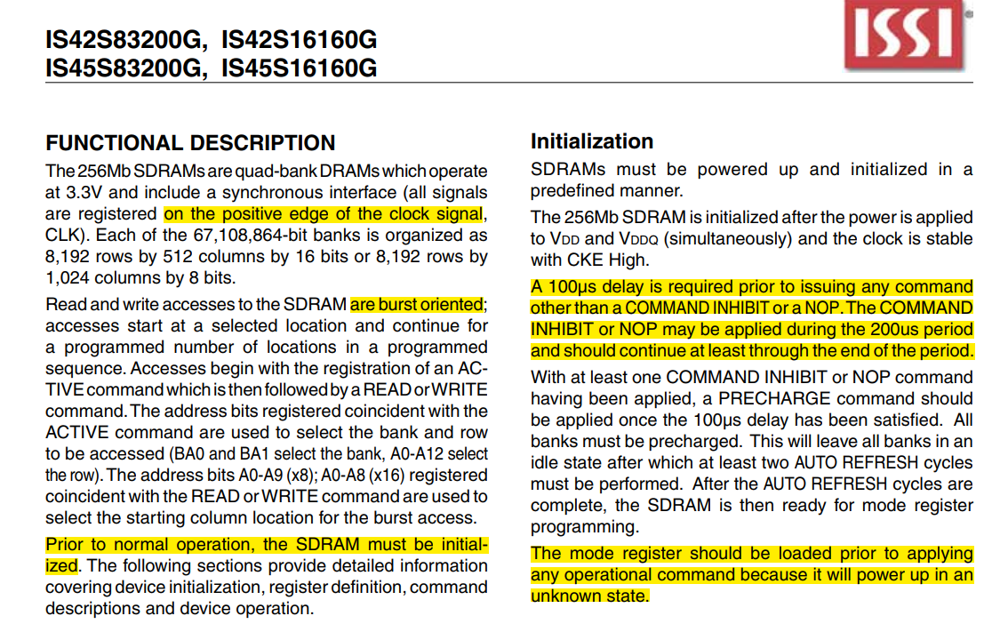 IS42S83200G, IS42S16160G
IS45S83200G, IS45S16160G
ISSI
®
FUNCTIONAL DESCRIPTION
The 256Mb SDRAMs are quad-bank DRAMs which operate
at 3.3V and include a synchronous interface (all signals
are registered on the positive edge of the clock signal,
CLK). Each of the 67,108,864-bit banks is organized as
8,192 rows by 512 columns by 16 bits or 8,192 rows by
1,024 columns by 8 bits.
Read and write accesses to the SDRAM are burst oriented;
accesses start at a selected location and continue for
a programmed number of locations in a programmed
sequence. Accesses begin with the registration of an AC-
TIVE command which is then followed by a READ or WRITE
command. The address bits registered coincident with the
ACTIVE command are used to select the bank and row
to be accessed (BA0 and BA1 select the bank, A0-A12 select
the row). The address bits A0-A9 (x8); A0-A8 (x16) registered
coincident with the READ or WRITE command are used to
select the starting column location for the burst access.
Prior to normal operation, the SDRAM must be initial-
ized. The following sections provide detailed information
covering device initialization, register definition, command
descriptions and device operation.
Initialization
SDRAMs must be powered up and initialized in a
predefined manner.
The 256Mb SDRAM is initialized after the power is applied
to VDD and VDDQ (simultaneously) and the clock is stable
with CKE High.
A 100µs delay is required prior to issuing any command
other than a COMMAND INHIBIT or a NOP. The COMMAND
INHIBIT or NOP may be applied during the 200us period
and should continue at least through the end of the period.
With at least one COMMAND INHIBIT or NOP command
having been applied, a PRECHARGE command should
be applied once the 100µs delay has been satisfied. All
banks must be precharged. This will leave all banks in an
idle state after which at least two AUTO REFRESH cycles
must be performed. After the AUTO REFRESH cycles are
complete, the SDRAM is then ready for mode register
programming.
The mode register should be loaded prior to applying
any operational command because it will power up in an
unknown state.